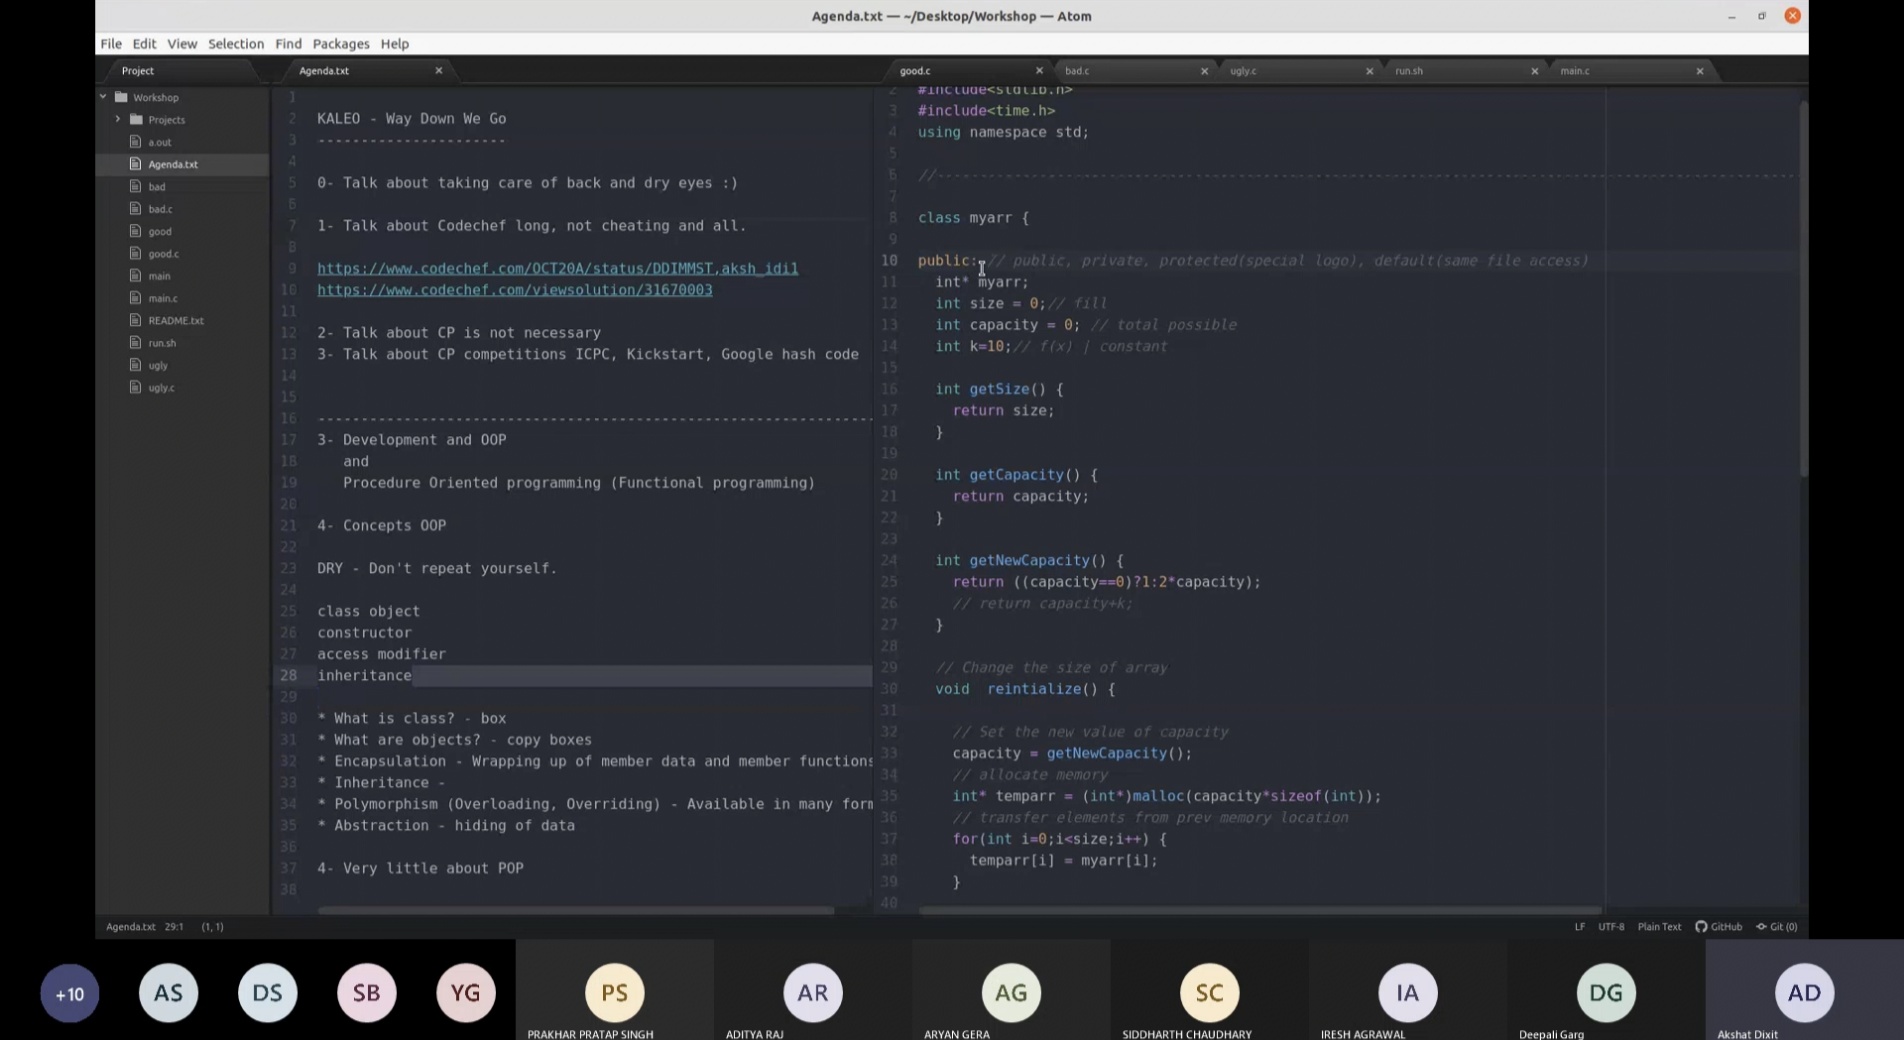 Agenda.txt — ~/Desktop/Workshop — Atom
File Edit View Selection Find Packages Help
Project
Workshop
Projects
a.out
Agenda.txt
bad
bad.c
good
good.c
main
main.c
README.txt
run.sh
ugly
ugly.c
Agenda.txt
1
2 KALEO - Way Down We Go
3 ----------------------
4
5 0- Talk about taking care of back and dry eyes :)
6
7 1- Talk about Codechef long, not cheating and all.
8
9 https://www.codechef.com/OCT20A/status/DDIMMST,aksh_idi1
10 https://www.codechef.com/viewsolution/31670003
11
12 2- Talk about CP is not necessary
13 3- Talk about CP competitions ICPC, Kickstart, Google hash code
14
15
16 -----------------------------------------------------------------
17 3- Development and OOP
18 and
19 Procedure Oriented programming (Functional programming)
20
21 4- Concepts OOP
22
23 DRY - Don't repeat yourself.
24
25 class object
26 constructor
27 access modifier
28 inheritance
29
30 * What is class? - box
31 * What are objects? - copy boxes
32 * Encapsulation - Wrapping up of member data and member functions
33 * Inheritance -
34 * Polymorphism (Overloading, Overriding) - Available in many form
35 * Abstraction - hiding of data
36
37 4- Very little about POP
38
good.c bad.c ugly.c run.sh main.c
2 #include<stdlib.h>
3 #include<time.h>
4 using namespace std;
5
6 //------------------------------------------------------------------------------------------------------
7
8 class myarr {
9
10 public: // public, private, protected(special logo), default(same file access)
11 int* myarr;
12 int size = 0;// fill
13 int capacity = 0; // total possible
14 int k=10;// f(x) | constant
15
16 int getSize() {
17 return size;
18 }
19
20 int getCapacity() {
21 return capacity;
22 }
23
24 int getNewCapacity() {
25 return ((capacity==0)?1:2*capacity);
26 // return capacity+k;
27 }
28
29 // Change the size of array
30 void reintialize() {
31
32 // Set the new value of capacity
33 capacity = getNewCapacity();
34 // allocate memory
35 int* temparr = (int*)malloc(capacity*sizeof(int));
36 // transfer elements from prev memory location
37 for(int i=0;i<size;i++) {
38 temparr[i] = myarr[i];
39 }
40
Agenda.txt 29:1 (1, 1)
LF UTF-8 Plain Text GitHub Git (0)
+10 AS DS SB YG PS AR AG SC IA DG AD
PRAKHAR PRATAP SINGH ADITYA RAJ ARYAN GERA SIDDHARTH CHAUDHARY IRESH AGRAWAL Deepali Garg Akshat Dixit